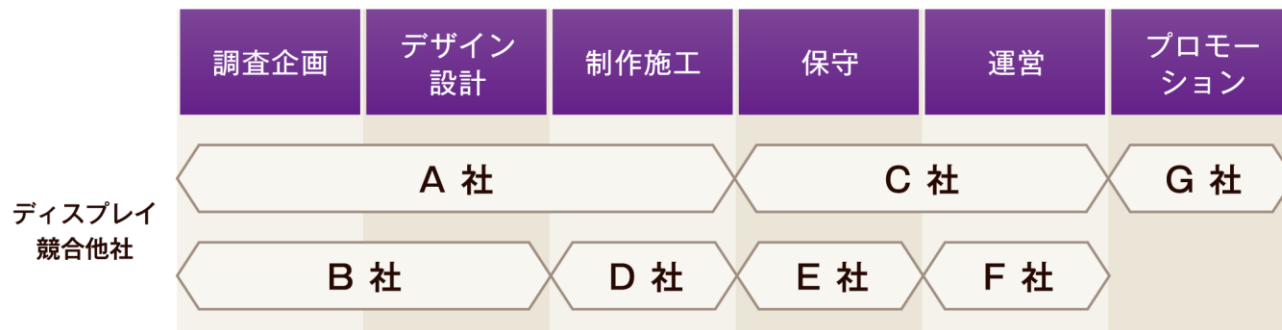 調査企画
デザイン
設計
制作施工
保守
運営
プロモー
ション
ディスプレイ
競合他社
A 社
C 社
G 社
B 社
D 社
E 社
F 社